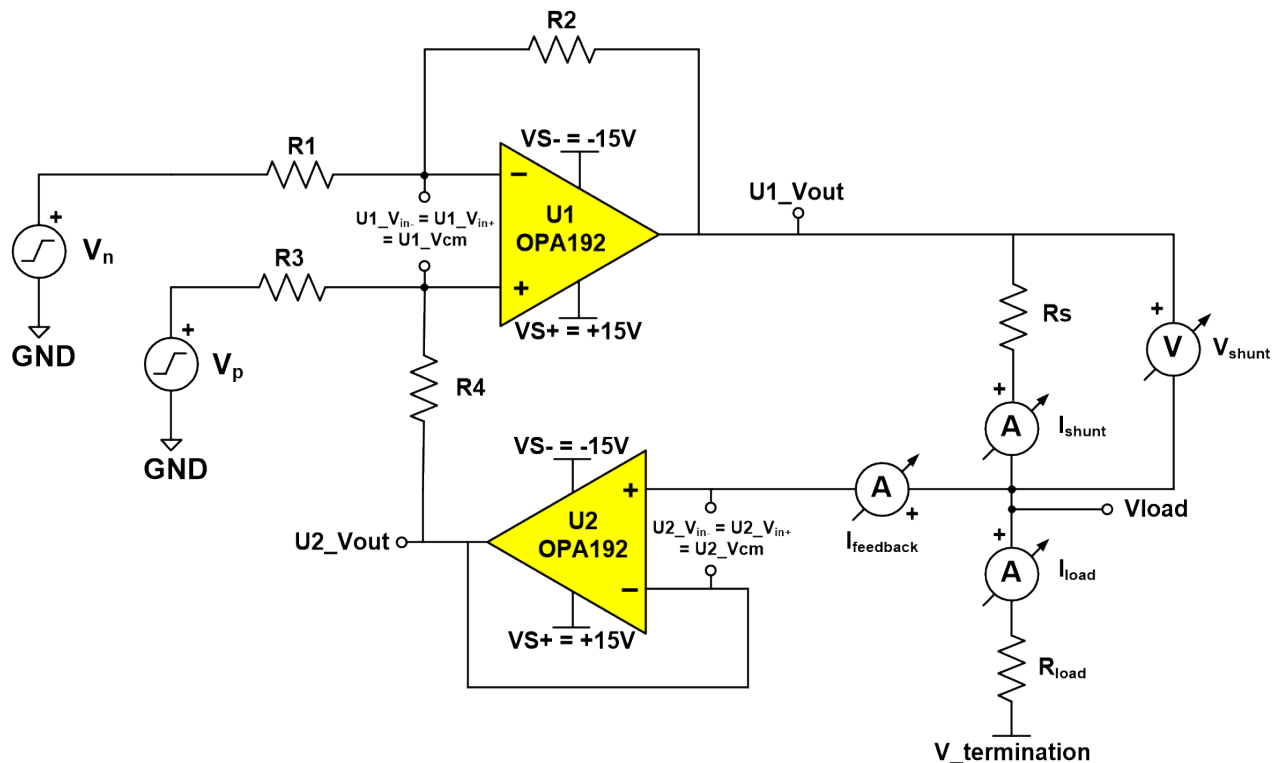 R2
VS- = -15V
R1
+
−
U1_Vout
U1_Vin- = U1_Vin+
= U1_Vcm
U1
OPA192
Vn
R3
+
+
GND
VS+ = +15V
Rs
+
V
Vshunt
Vp
R4
+
A
Ishunt
GND
VS- = -15V
+
A
+
Ifeedback
Vload
U2
OPA192
U2_Vout
U2_Vin- = U2_Vin+
= U2_Vcm
+
A
Iload
−
VS+ = +15V
Rload
V_termination